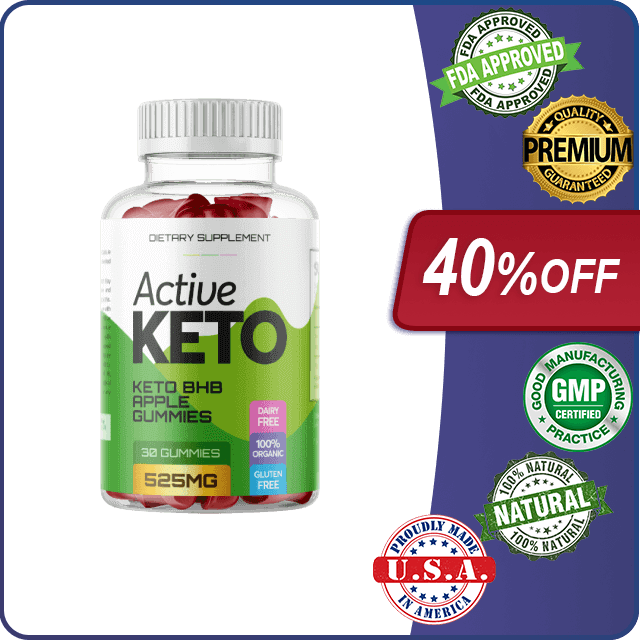 FDA APPROVED
FDA APPROVED
FDA APPROVED
QUALITY
PREMIUM
GUARANTEED
DIETARY SUPPLEMENT
Active
KETO
KETO BHB
APPLE
GUMMIES
30 GUMMIES
525MG
DAIRY
FREE
100%
ORGANIC
GLUTEN
FREE
40%OFF
GOOD MANUFACTURING
GMP
CERTIFIED
PRACTICE
100% NATURAL
NATURAL
100% NATURAL
PROUDLY MADE
U.S.A.
IN AMERICA